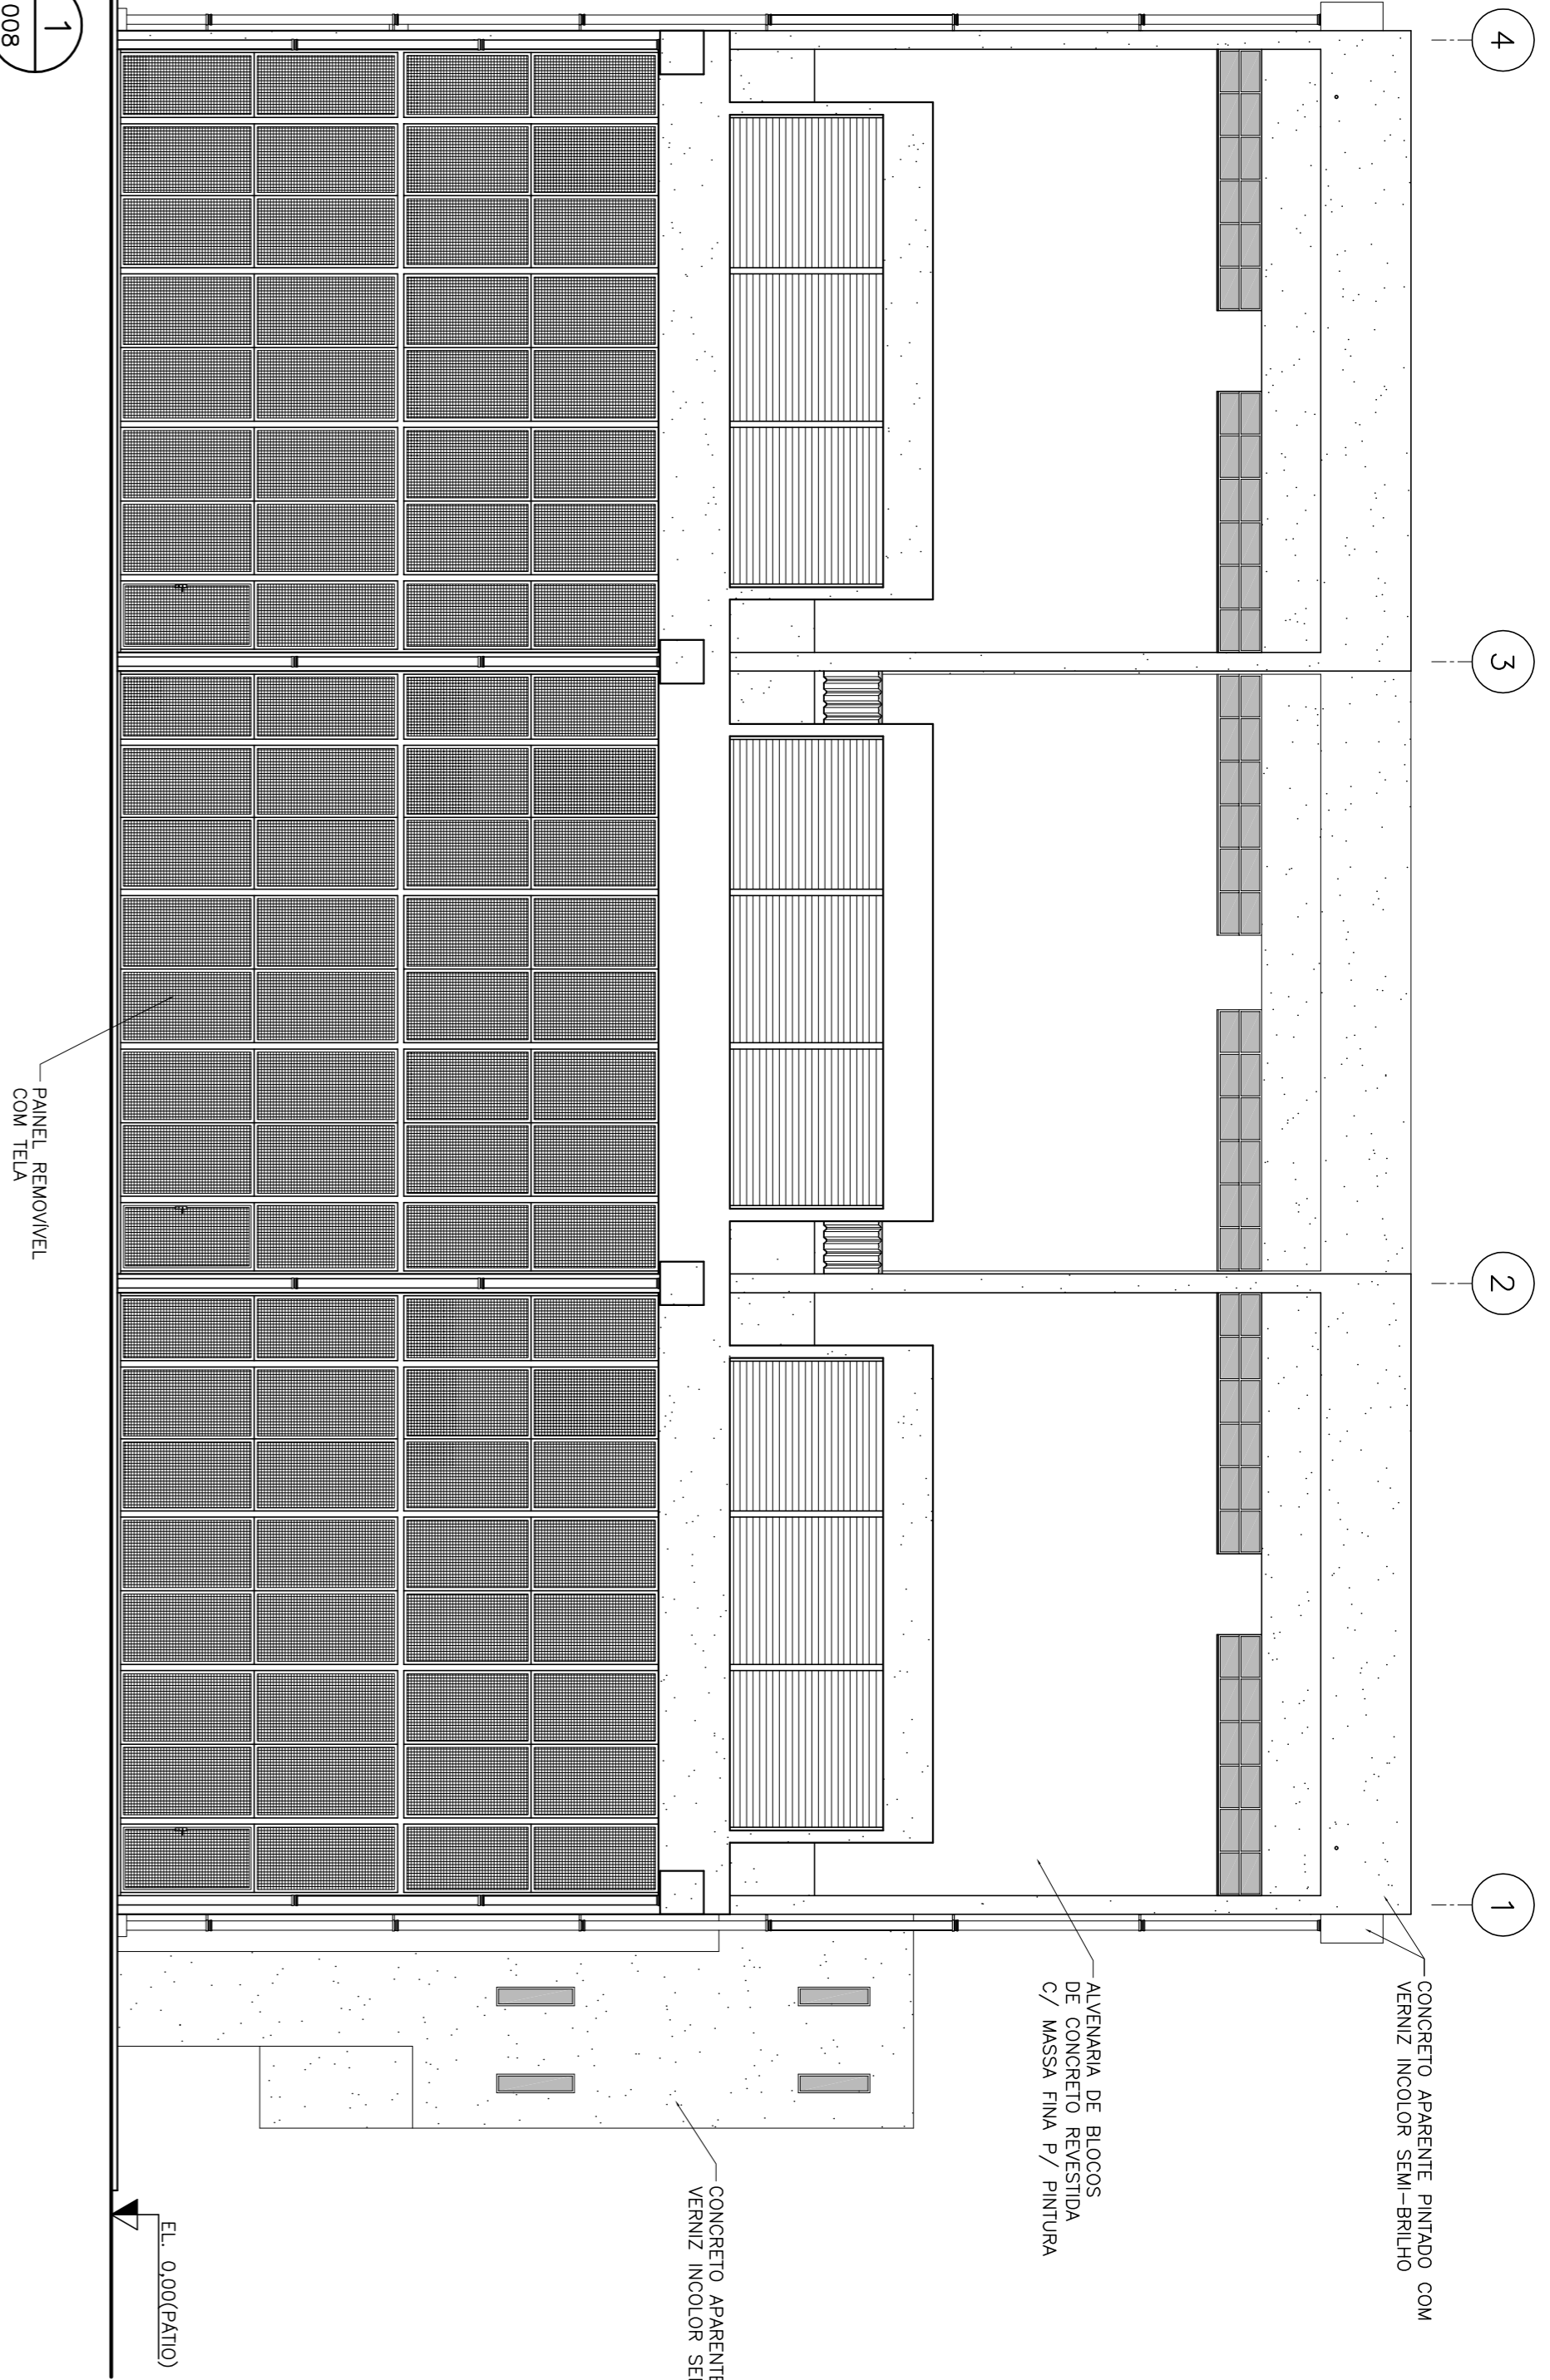 4
3
2
1
CONCRETO APARENTE PINTADO COM
VERNIZ INCOLOR SEMI-BRILHO
ALVENARIA DE BLOCOS
DE CONCRETO REVESTIDA
C/ MASSA FINA P/ PINTURA
CONCRETO APARENTE
VERNIZ INCOLOR
EL. 0,00(PÁTIO)
PAINEL REMOVÍVEL
COM TELA
1
008